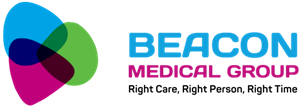 BEACON
MEDICAL GROUP
Right Care, Right Person, Right Time